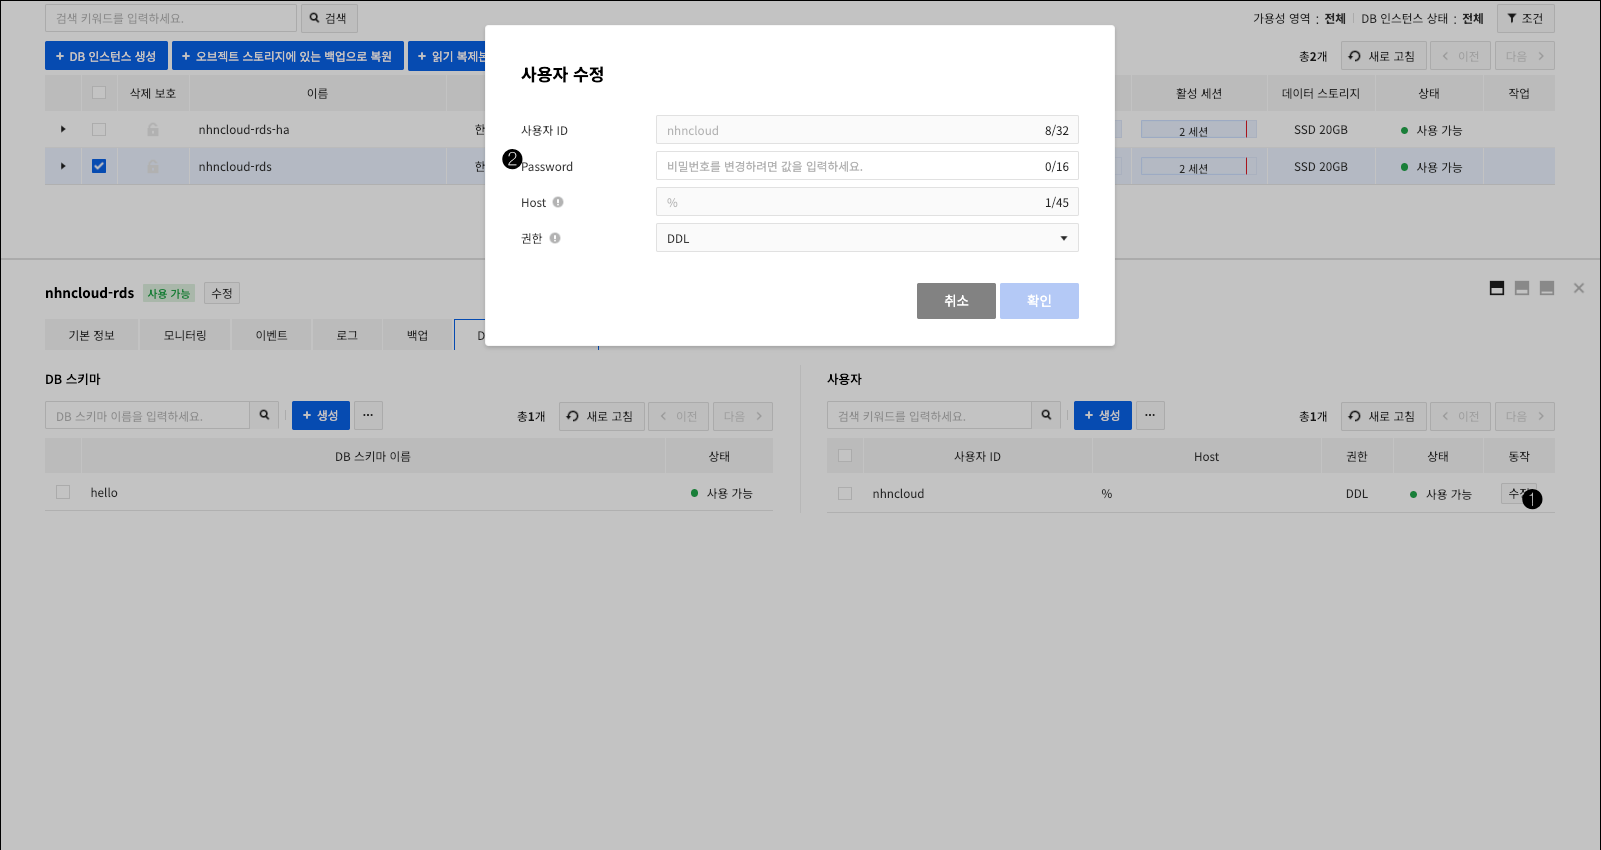 검색 키워드를 입력하세요.
검색
가용성 영역 : 전체
DB 인스턴스 상태 : 전체
조건
+ DB 인스턴스 생성
+ 오브젝트 스토리지에 있는 백업으로 복원
+ 읽기 복제본
총2개
새로 고침
< 이전
다음 >
삭제 보호
이름
활성 세션
데이터 스토리지
상태
작업
nhncloud-rds-ha
한
2 세션
SSD 20GB
사용 가능
nhncloud-rds
한
2 세션
SSD 20GB
사용 가능
사용자 수정
사용자 ID
nhncloud
8/32
2
Password
비밀번호를 변경하려면 값을 입력하세요.
0/16
Host
%
1/45
권한
DDL
취소
확인
nhncloud-rds
사용 가능
수정
기본 정보
모니터링
이벤트
로그
백업
D
DB 스키마
DB 스키마 이름을 입력하세요.
+ 생성
···
총1개
새로 고침
< 이전
다음 >
DB 스키마 이름
상태
hello
사용 가능
사용자
검색 키워드를 입력하세요.
+ 생성
···
총1개
새로 고침
< 이전
다음 >
사용자 ID
Host
권한
상태
동작
nhncloud
%
DDL
사용 가능
수정
1